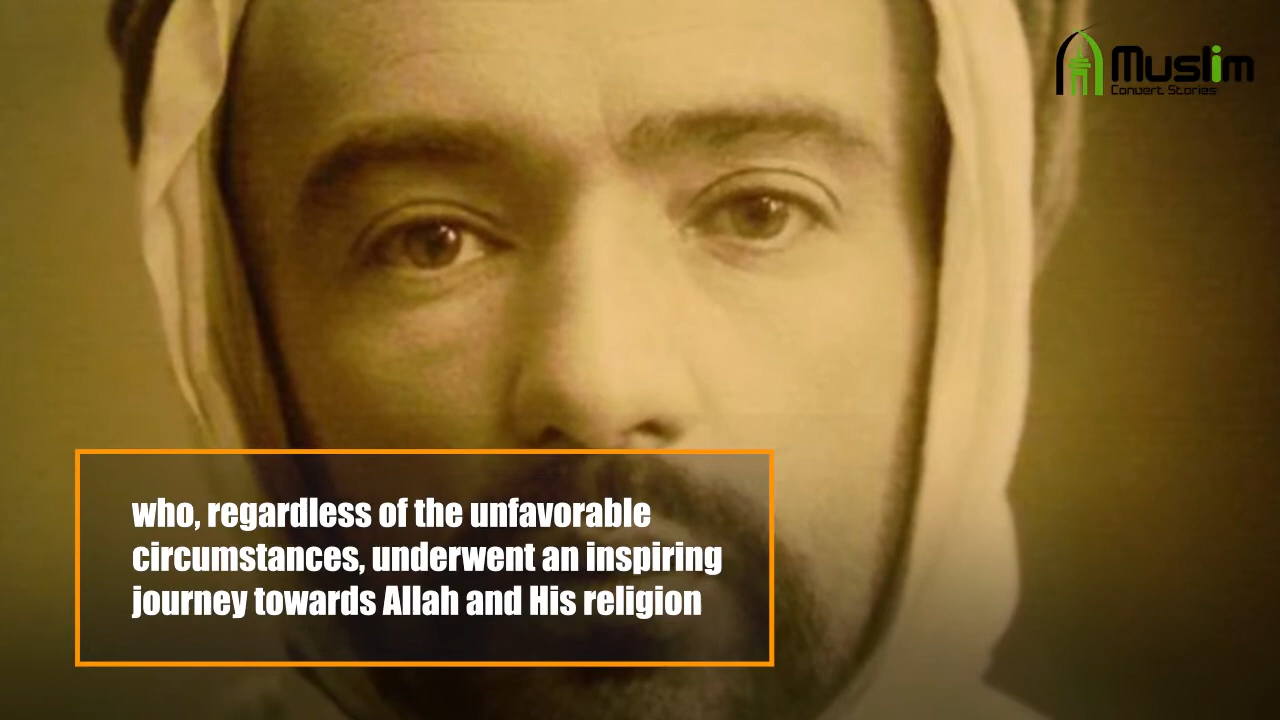 Muslim
Convert Stories
who, regardless of the unfavorable
circumstances, underwent an inspiring
journey towards Allah and His religion